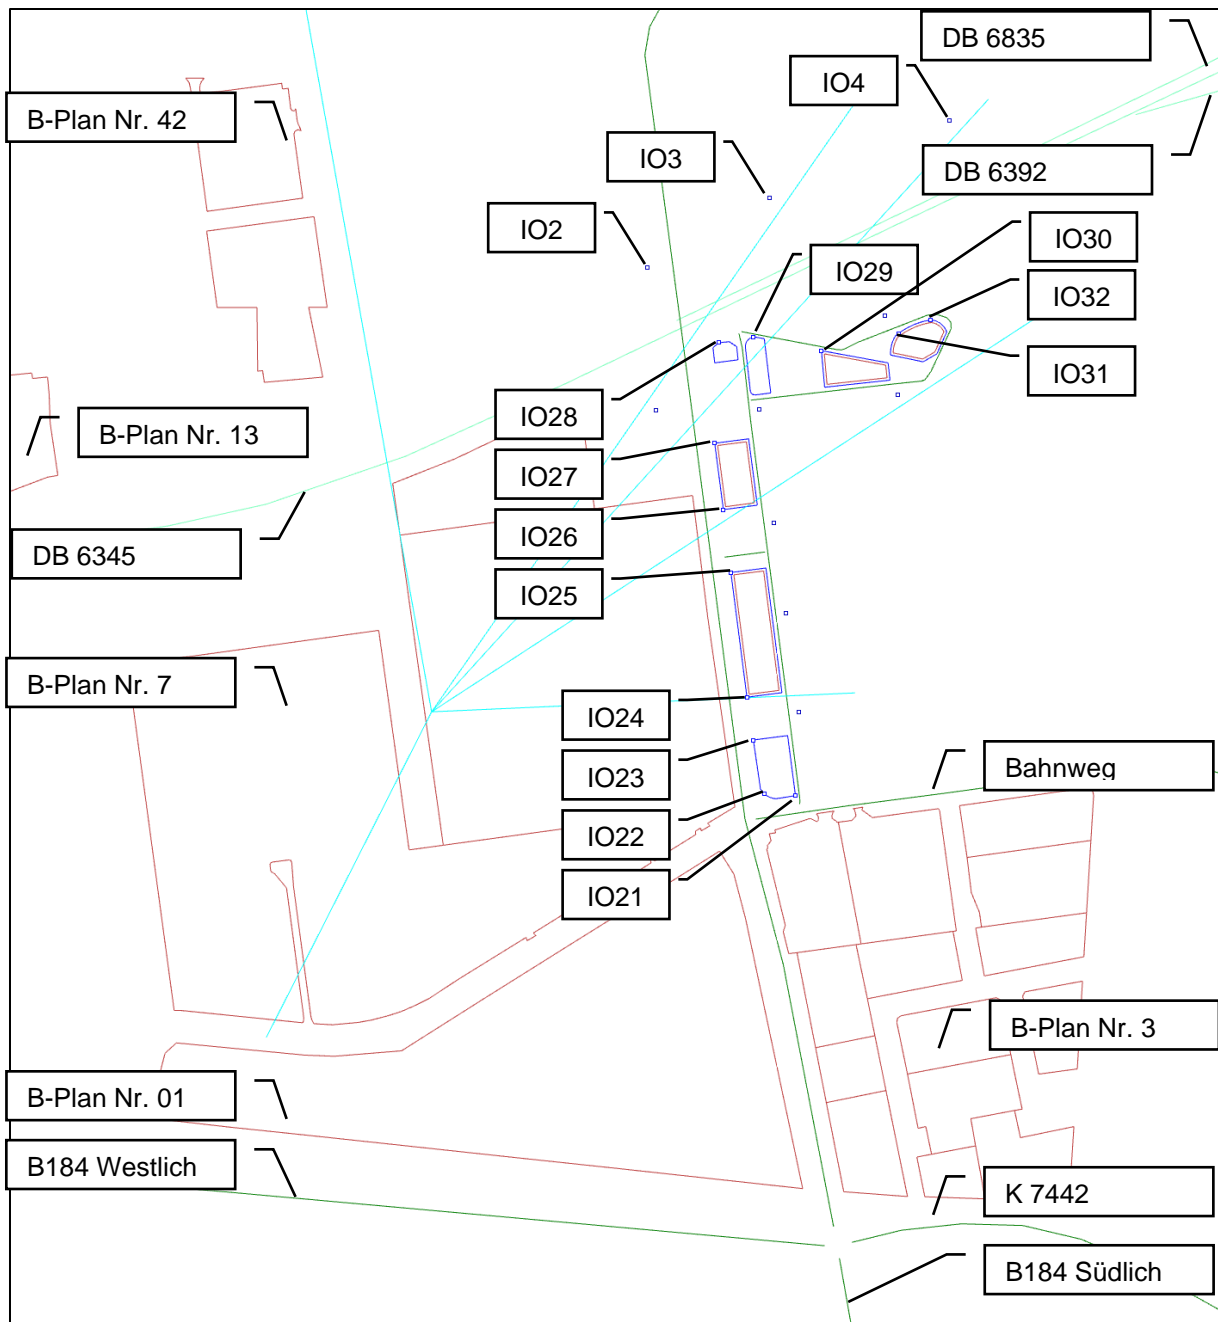 DB 6835
IO4
B-Plan Nr. 42
IO3
DB 6392
IO2
IO30
IO29
IO32
IO31
IO28
B-Plan Nr. 13
IO27
IO26
DB 6345
IO25
B-Plan Nr. 7
IO24
IO23
Bahnweg
IO22
IO21
B-Plan Nr. 3
B-Plan Nr. 01
B184 Westlich
K 7442
B184 Südlich